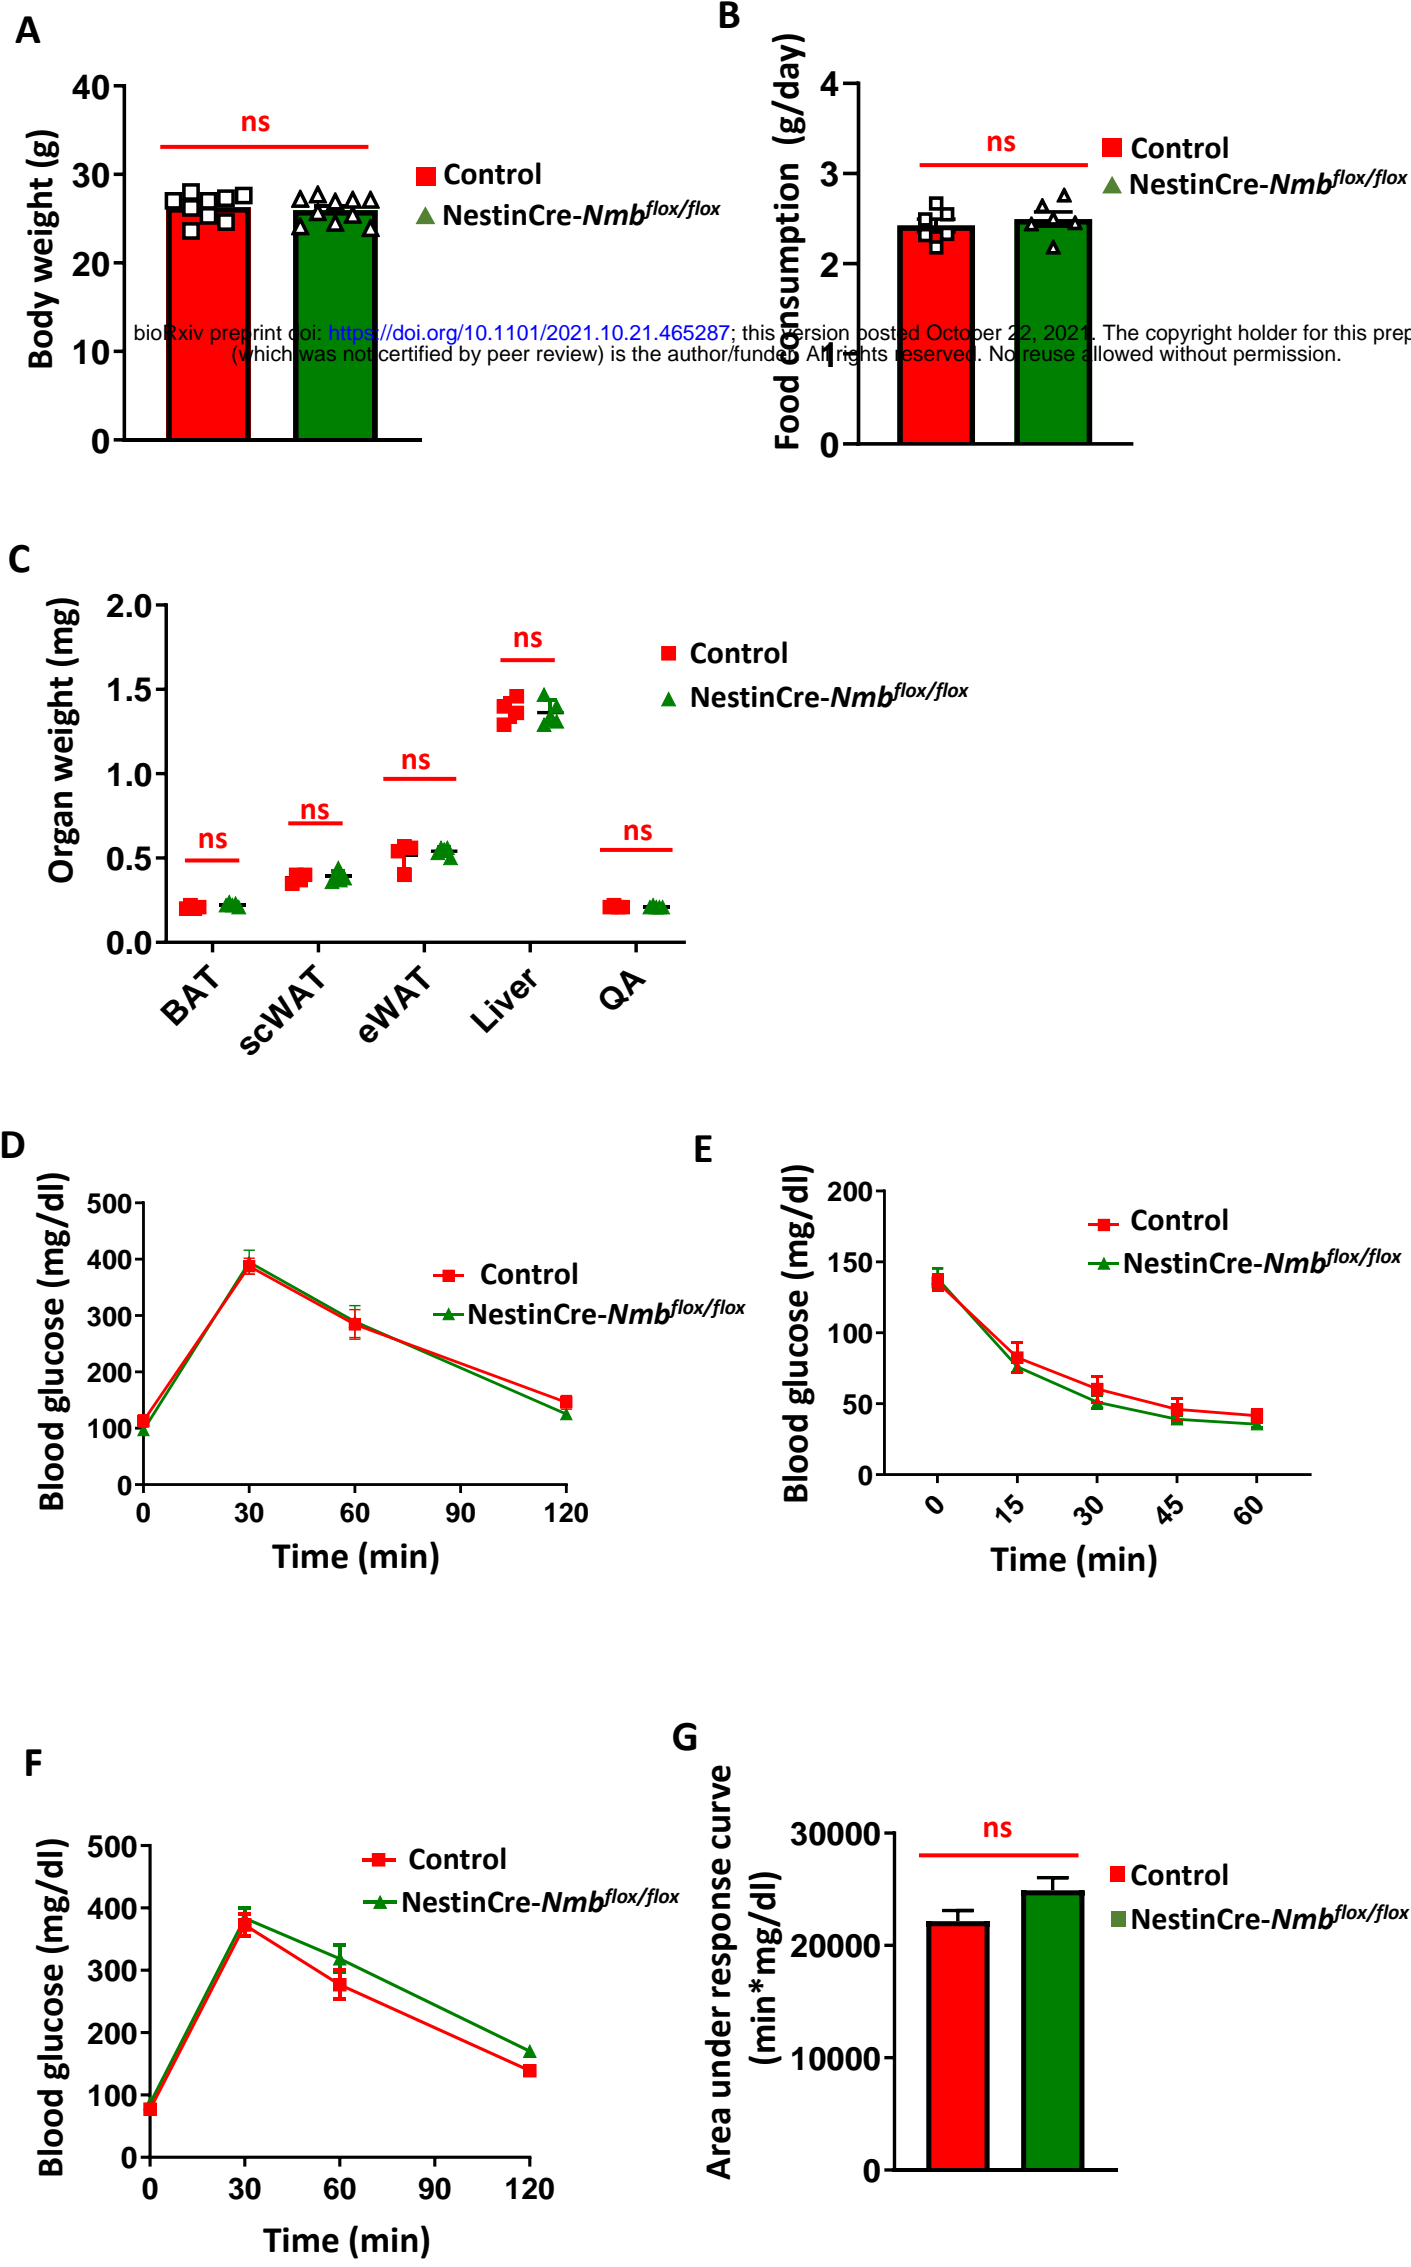 A
Body weight (g)
40
30
20
10
0
ns
Control
NestinCre-Nmbflox/flox
B
Food consumption (g/day)
4
3
2
1
0
ns
Control
NestinCre-Nmbflox/flox
bioRxiv preprint doi: https://doi.org/10.1101/2021.10.21.465287; this version posted October 22, 2021. The copyright holder for this prep
(which was not certified by peer review) is the author/funder. All rights reserved. No reuse allowed without permission.
C
Organ weight (mg)
2.0
1.5
1.0
0.5
0.0
ns
ns
ns
ns
ns
Control
NestinCre-Nmbflox/flox
BAT
scWAT
eWAT
Liver
QA
D
Blood glucose (mg/dl)
500
400
300
200
100
0
Control
NestinCre-Nmbflox/flox
0 30 60 90 120
Time (min)
E
Blood glucose (mg/dl)
200
150
100
50
0
Control
NestinCre-Nmbflox/flox
0 15 30 45 60
Time (min)
F
Blood glucose (mg/dl)
500
400
300
200
100
0
Control
NestinCre-Nmbflox/flox
0 30 60 90 120
Time (min)
G
Area under response curve
(min*mg/dl)
30000
20000
10000
0
ns
Control
NestinCre-Nmbflox/flox